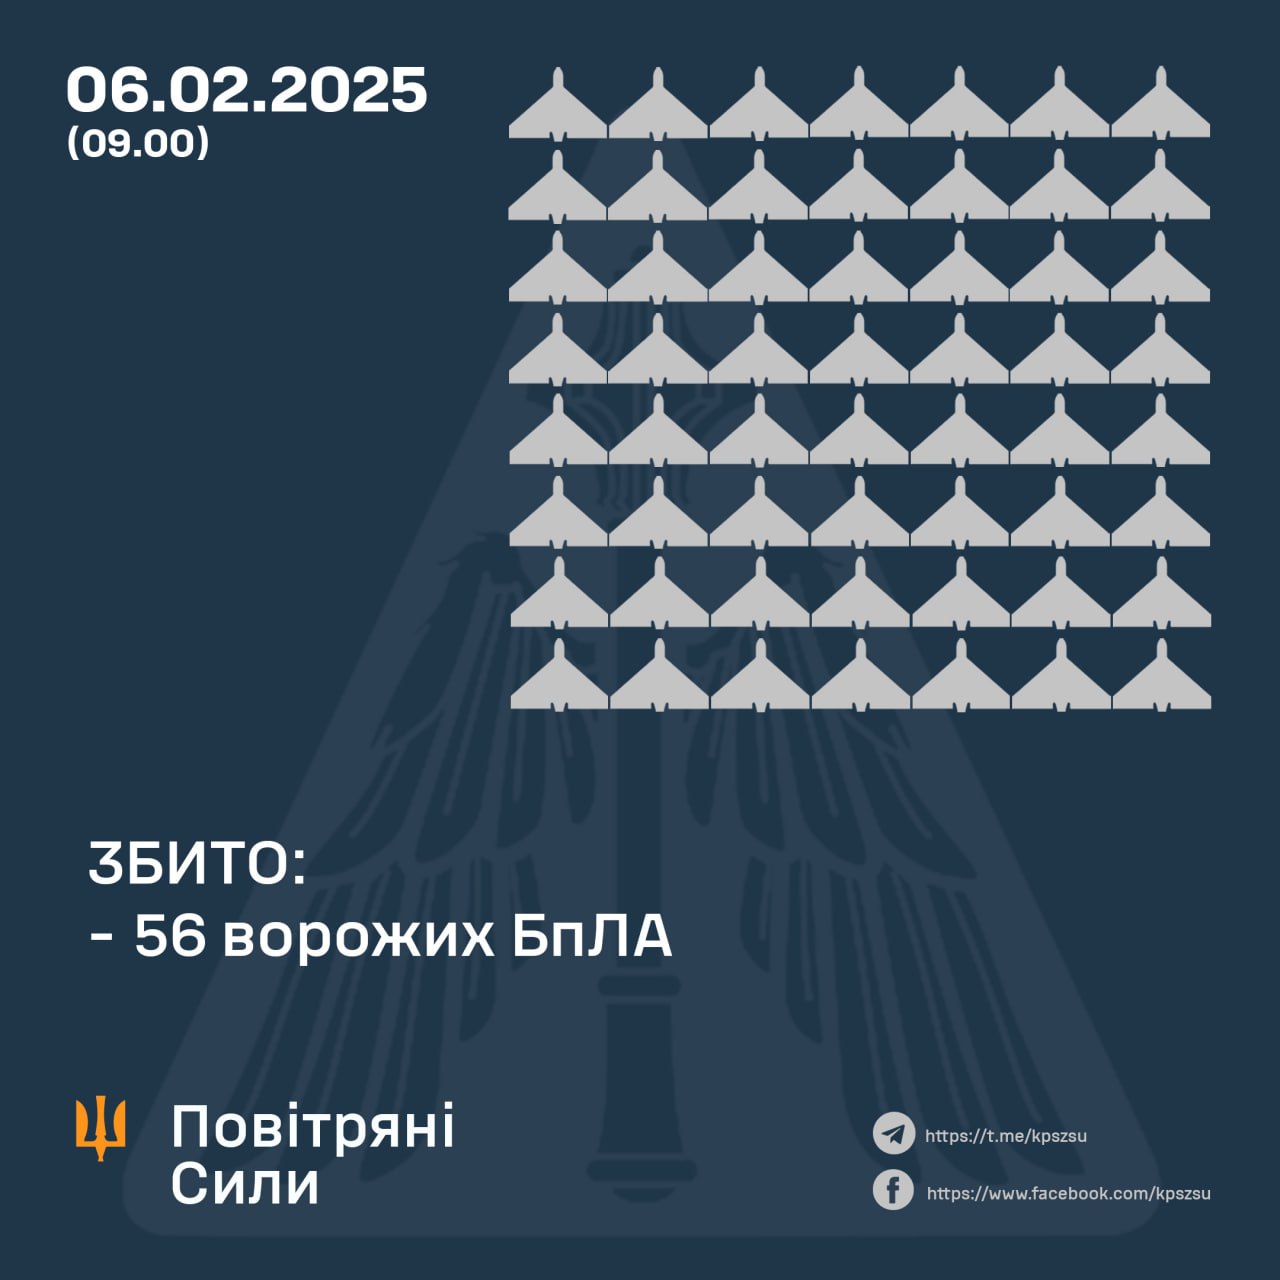 06.02.2025
(09.00)
ЗБИТО:
- 56 ворожих БпЛА
Повітряні
Сили
https://t.me/kpszsu
https://www.facebook.com/kpszsu